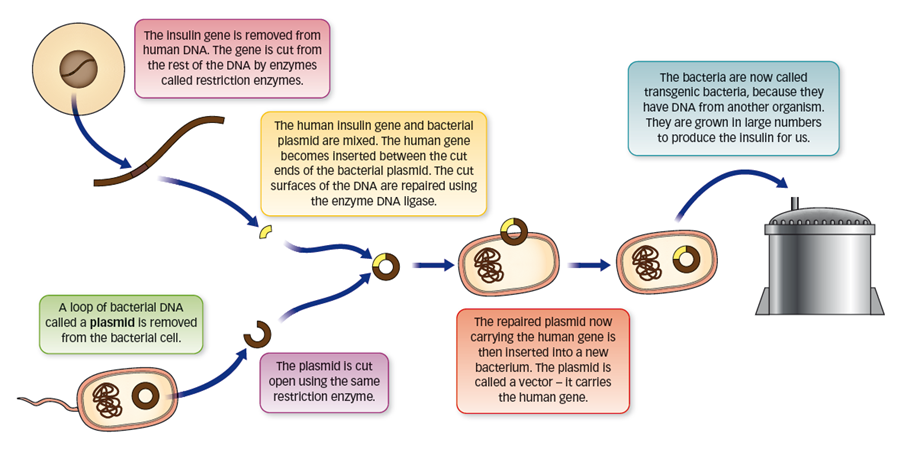 The insulin gene is removed from
human DNA. The gene is cut from
the rest of the DNA by enzymes
called restriction enzymes.
The human insulin gene and bacterial
plasmid are mixed. The human gene
becomes inserted between the cut
ends of the bacterial plasmid. The cut
surfaces of the DNA are repaired using
the enzyme DNA ligase.
The bacteria are now called
transgenic bacteria, because they
have DNA from another organism.
They are grown in large numbers
to produce the insulin for us.
A loop of bacterial DNA
called a plasmid is removed
from the bacterial cell.
The plasmid is cut
open using the same
restriction enzyme.
The repaired plasmid now
carrying the human gene is
then inserted into a new
bacterium. The plasmid is
called a vector – it carries
the human gene.